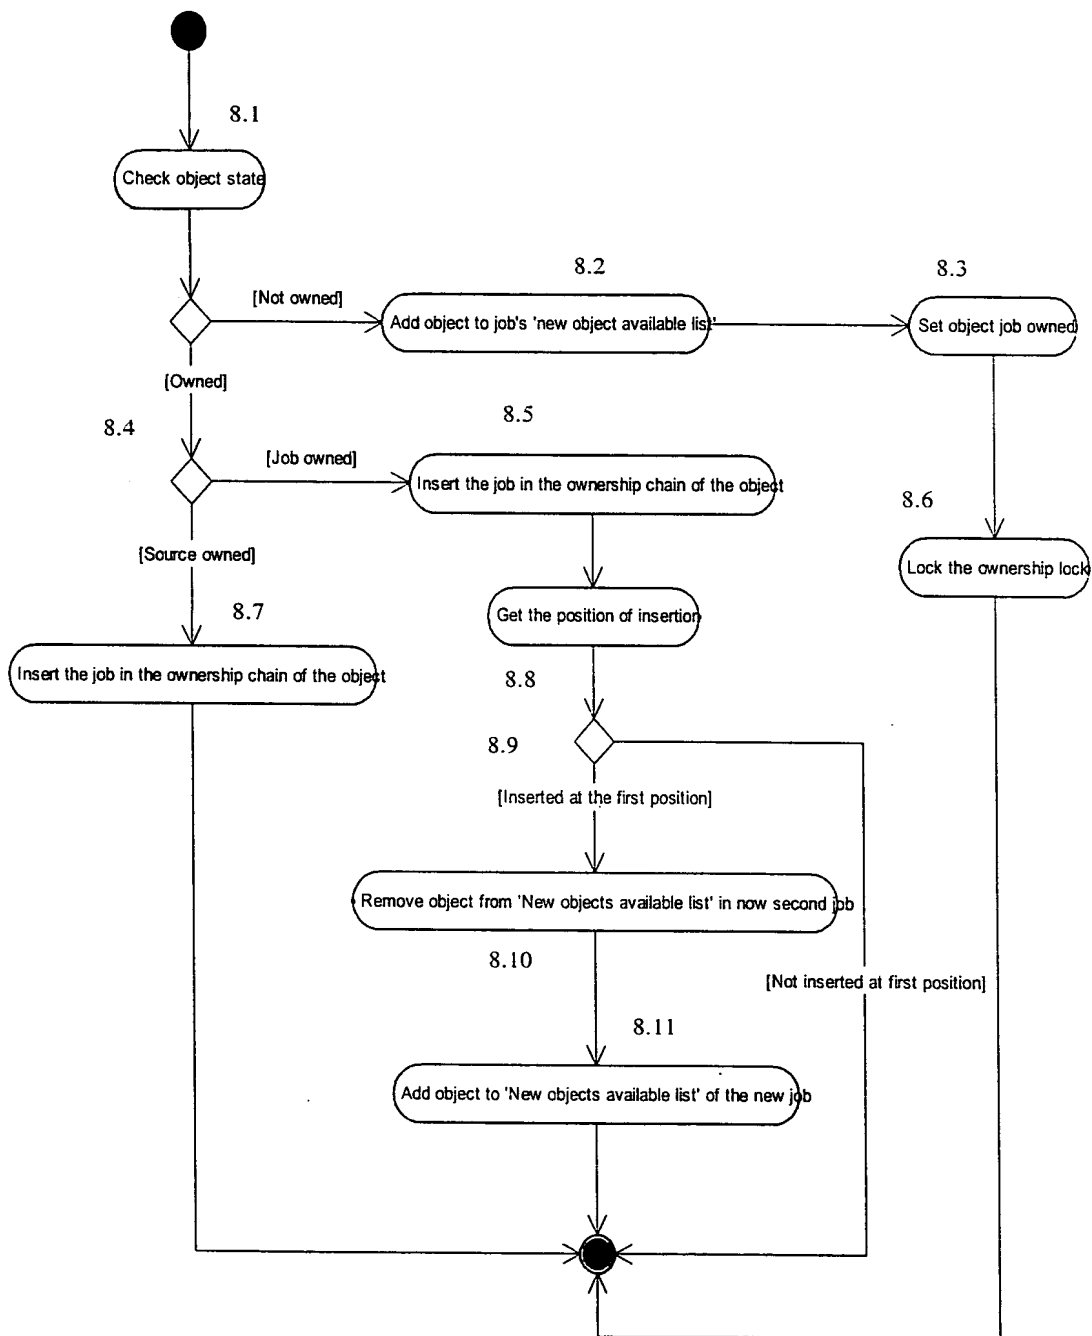 8.1
Check object state
8.2
8.3
[Not owned]
Add object to job's 'new object available list'
Set object job owned
[Owned]
8.4
8.5
[Job owned]
Insert the job in the ownership chain of the object
8.6
[Source owned]
Lock the ownership lock
8.7
Get the position of insertion
Insert the job in the ownership chain of the object
8.8
8.9
[Inserted at the first position]
Remove object from 'New objects available list' in now second job
8.10
[Not inserted at first position]
8.11
Add object to 'New objects available list' of the new job